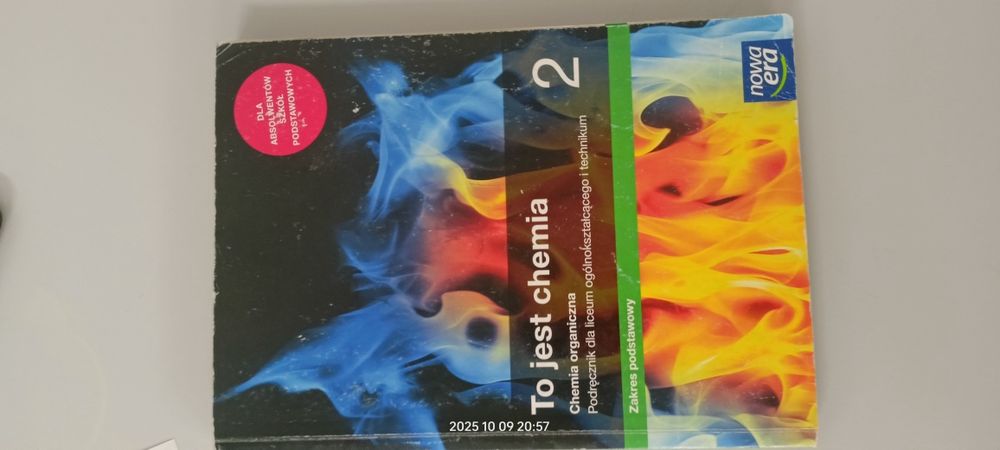 DLA
ABSOLWENTÓW
SZKÓŁ
PODSTAWOWYCH
nowa
era
To jest chemia 2
Chemia organiczna
Podręcznik dla liceum ogólnokształcącego i technikum
Zakres podstawowy
2025 10 09 20:57